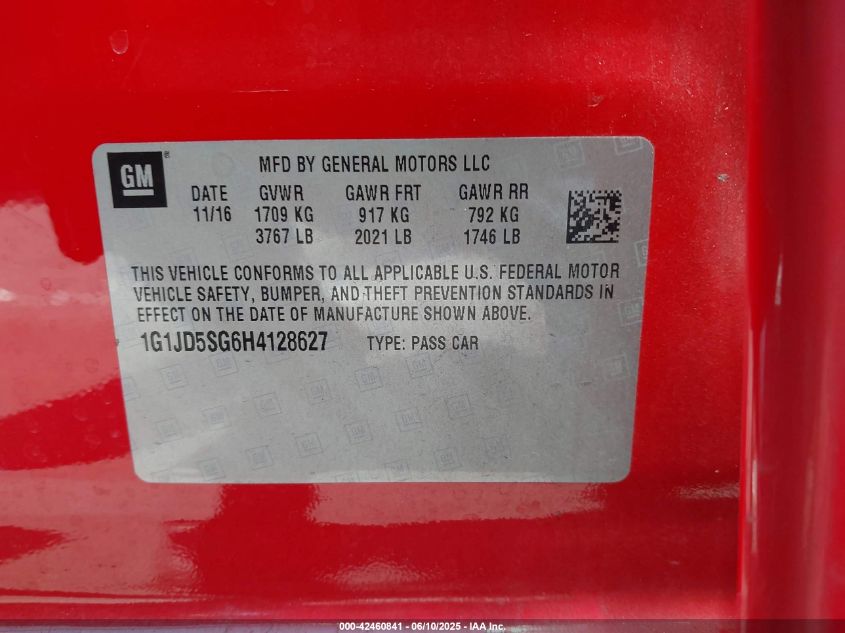 GM
®
MFD BY GENERAL MOTORS LLC
DATE GVWR GAWR FRT GAWR RR
11/16 1709 KG 917 KG 792 KG
3767 LB 2021 LB 1746 LB
THIS VEHICLE CONFORMS TO ALL APPLICABLE U.S. FEDERAL MOTOR
VEHICLE SAFETY, BUMPER, AND THEFT PREVENTION STANDARDS IN
EFFECT ON THE DATE OF MANUFACTURE SHOWN ABOVE.
1G1JD5SG6H4128627 TYPE: PASS CAR
000-42460841 - 06/10/2025 - IAA Inc.